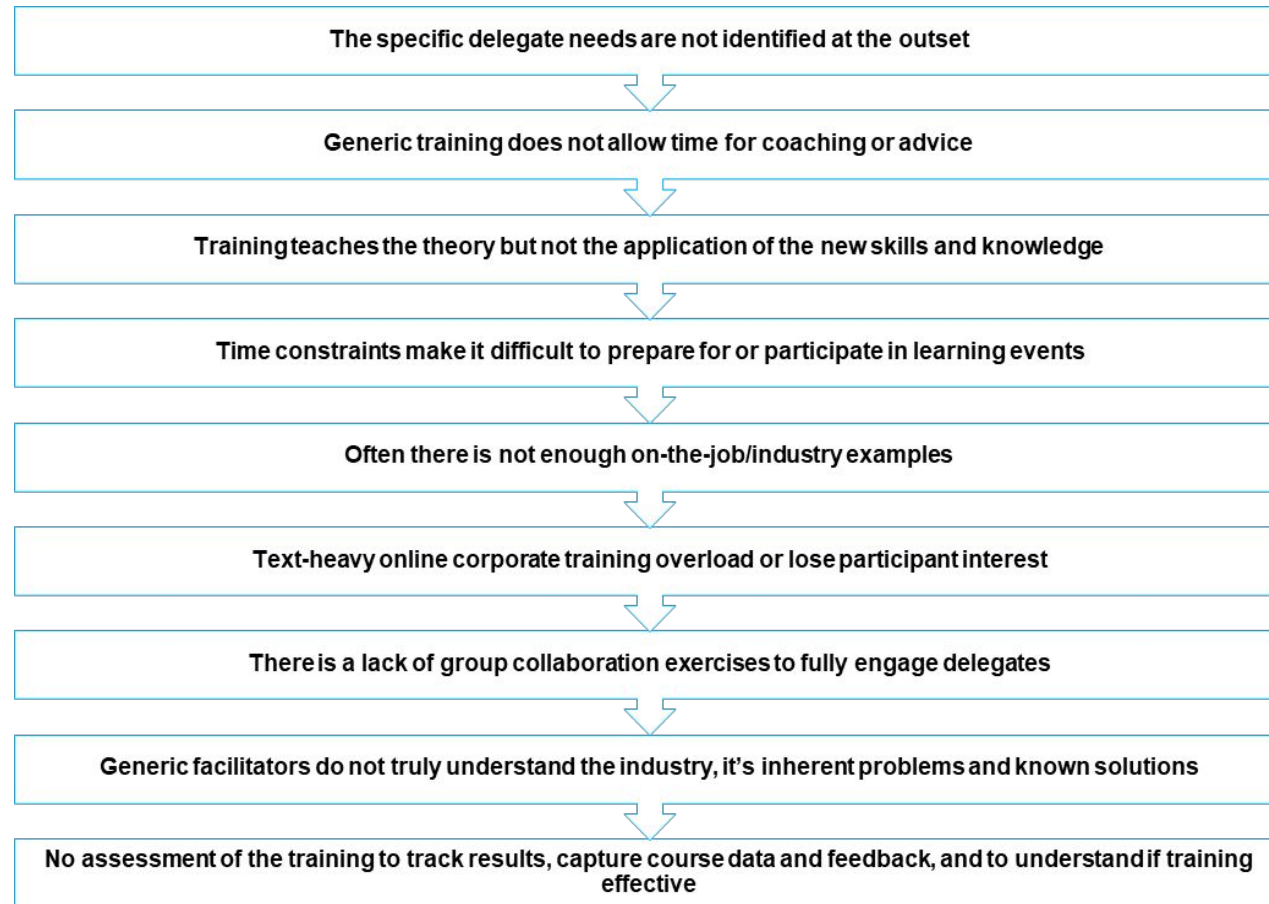 The specific delegate needs are not identified at the outset
Generic training does not allow time for coaching or advice
Training teaches the theory but not the application of the new skills and knowledge
Time constraints make it difficult to prepare for or participate in learning events
Often there is not enough on-the-job/industry examples
Text-heavy online corporate training overload or lose participant interest
There is a lack of group collaboration exercises to fully engage delegates
Generic facilitators do not truly understand the industry, it's inherent problems and known solutions
No assessment of the training to track results, capture course data and feedback, and to understand if training
effective